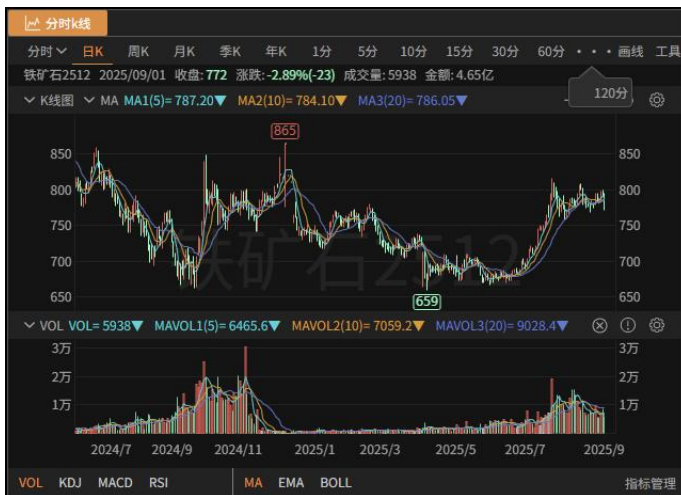 分时k线
分时 日K 周K 月K 季K 年K 1分 5分 10分 15分 30分 60分 画线 工具
铁矿石2512 2025/09/01 收盘:772 涨跌:-2.89%(-23) 成交量:5938 金额:4.65亿
120分
K线图 MA MA1(5)=787.20▼ MA2(10)=784.10▼ MA3(20)=786.05▼
865
850 850
800 800
750 750
700 700
650 650
铁矿石2512
659
VOL VOL=5938▼ MAVOL1(5)=6465.6▼ MAVOL2(10)=7059.2▼ MAVOL3(20)=9028.4▼
3万 3万
2万 2万
1万 1万
2024/7 2024/9 2024/11 2025/1 2025/3 2025/5 2025/7 2025/9
VOL KDJ MACD RSI MA EMA BOLL 指标管理